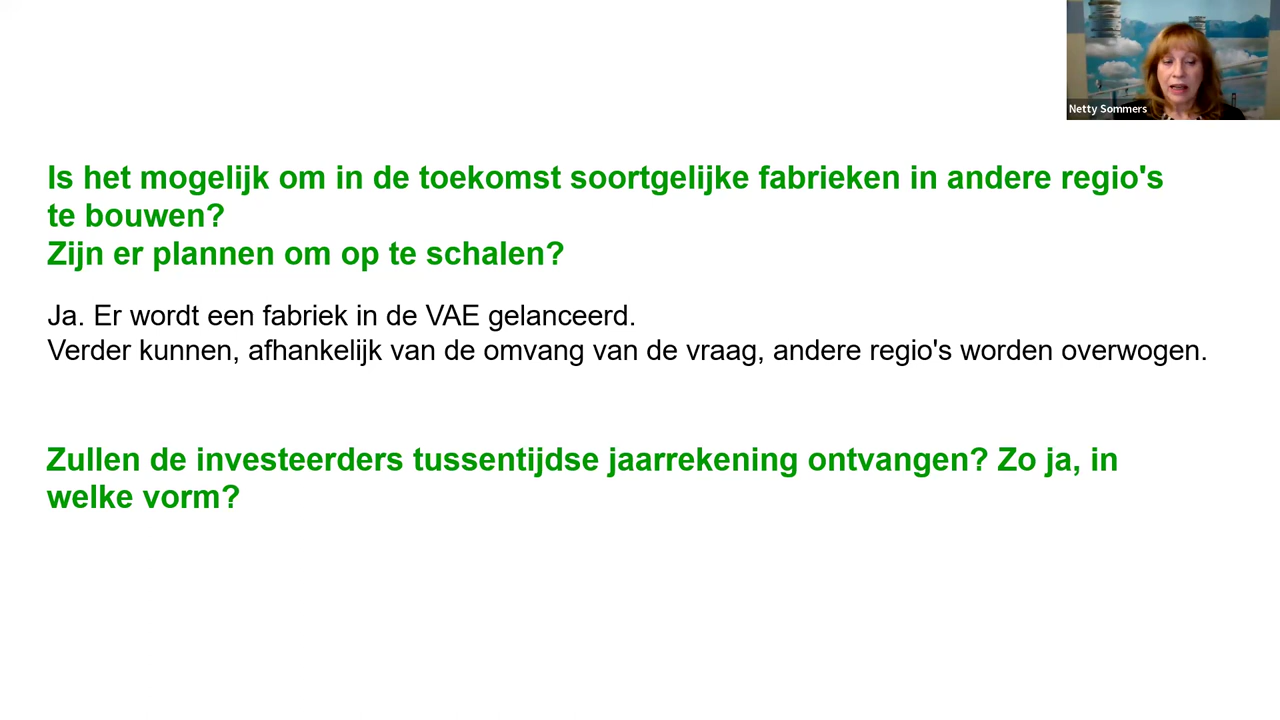 Netty Sommers
Is het mogelijk om in de toekomst soortgelijke fabrieken in andere regio's
te bouwen?
Zijn er plannen om op te schalen?
Ja. Er wordt een fabriek in de VAE gelanceerd.
Verder kunnen, afhankelijk van de omvang van de vraag, andere regio's worden overwogen.
Zullen de investeerders tussentijdse jaarrekening ontvangen? Zo ja, in
welke vorm?